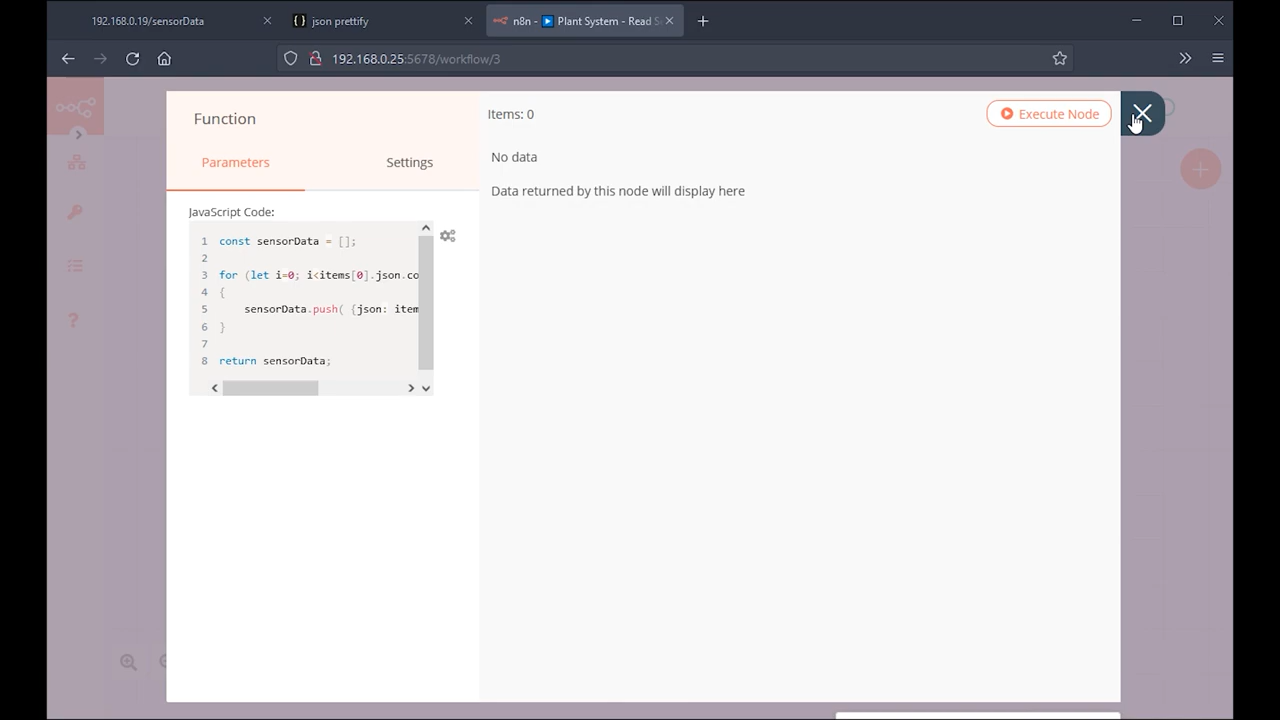 192.168.0.19/sensorData
json prettify
n8n - Plant System - Read S
192.168.0.25:5678/workflow/3
Function
Parameters
Settings
JavaScript Code:
1 const sensorData = [];
2
3 for (let i=0; i<items[0].json.co
4 {
5 sensorData.push( {json: item
6 }
7
8 return sensorData;
Items: 0
Execute Node
No data
Data returned by this node will display here